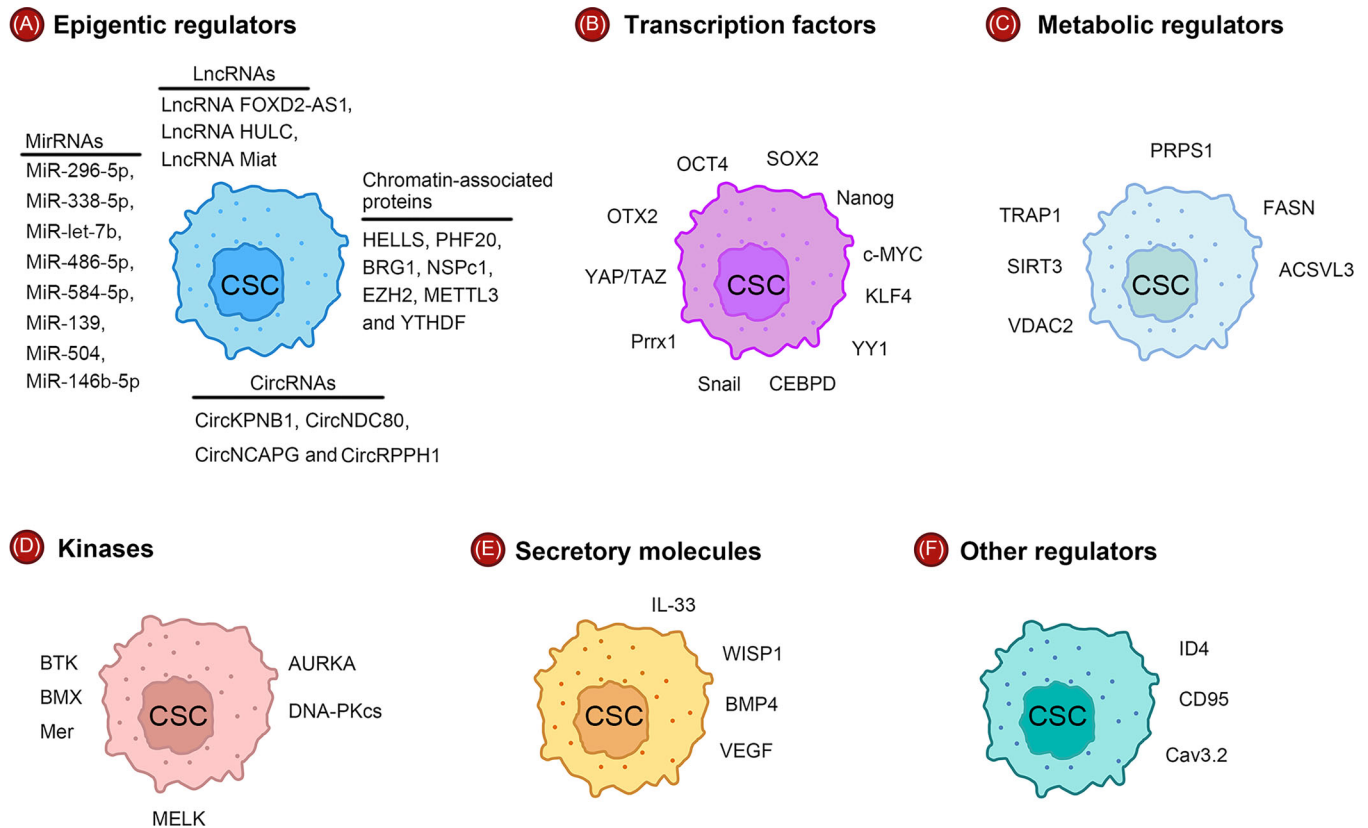 (A) Epigentic regulators
LncRNAs
LncRNA FOXD2-AS1,
LncRNA HULC,
LncRNA Miat
MirRNAs
MiR-296-5p,
MiR-338-5p,
MiR-let-7b,
MiR-486-5p,
MiR-584-5p,
MiR-139,
MiR-504,
MiR-146b-5p
Chromatin-associated
proteins
HELLS, PHF20,
BRG1, NSPc1,
EZH2, METTL3
and YTHDF
CSC
CircRNAs
CircKPNB1, CircNDC80,
CircNCAPG and CircRPPH1
(B) Transcription factors
OCT4
SOX2
Nanog
OTX2
c-MYC
YAP/TAZ
CSC
KLF4
Prrx1
YY1
Snail
CEBPD
(C) Metabolic regulators
PRPS1
TRAP1
FASN
SIRT3
ACSVL3
CSC
VDAC2
(D) Kinases
BTK
AURKA
BMX
DNA-PKcs
Mer
CSC
MELK
(E) Secretory molecules
IL-33
WISP1
BMP4
CSC
VEGF
(F) Other regulators
ID4
CD95
CSC
Cav3.2